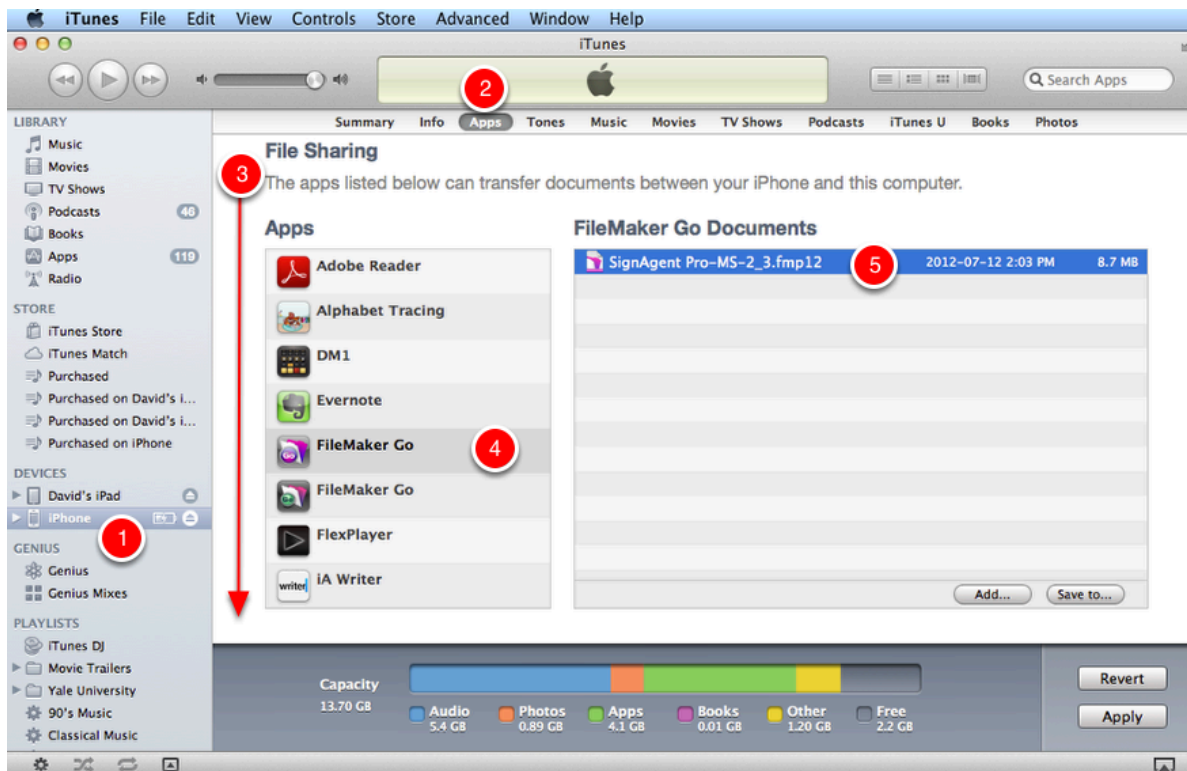 iTunes File Edit View Controls Store Advanced Window Help
iTunes
Search Apps
2
Summary Info Apps Tones Music Movies TV Shows Podcasts iTunes U Books Photos
LIBRARY
Music
Movies
TV Shows
Podcasts 46
Books
Apps 119
Radio
STORE
iTunes Store
iTunes Match
Purchased
Purchased on David's i...
Purchased on David's i...
Purchased on iPhone
DEVICES
David's iPad
iPhone
1
GENIUS
Genius
Genius Mixes
PLAYLISTS
iTunes DJ
Movie Trailers
Yale University
90's Music
Classical Music
File Sharing
3
The apps listed below can transfer documents between your iPhone and this computer.
Apps
Adobe Reader
Alphabet Tracing
DM1
Evernote
FileMaker Go
4
FileMaker Go
FlexPlayer
writer iA Writer
FileMaker Go Documents
SignAgent Pro-MS-2_3.fmp12 5 2012-07-12 2:03 PM 8.7 MB
Add... Save to...
Capacity
13.70 GB
Audio Photos Apps Books Other Free
5.4 GB 0.89 GB 4.1 GB 0.01 GB 1.20 GB 2.2 GB
Revert
Apply